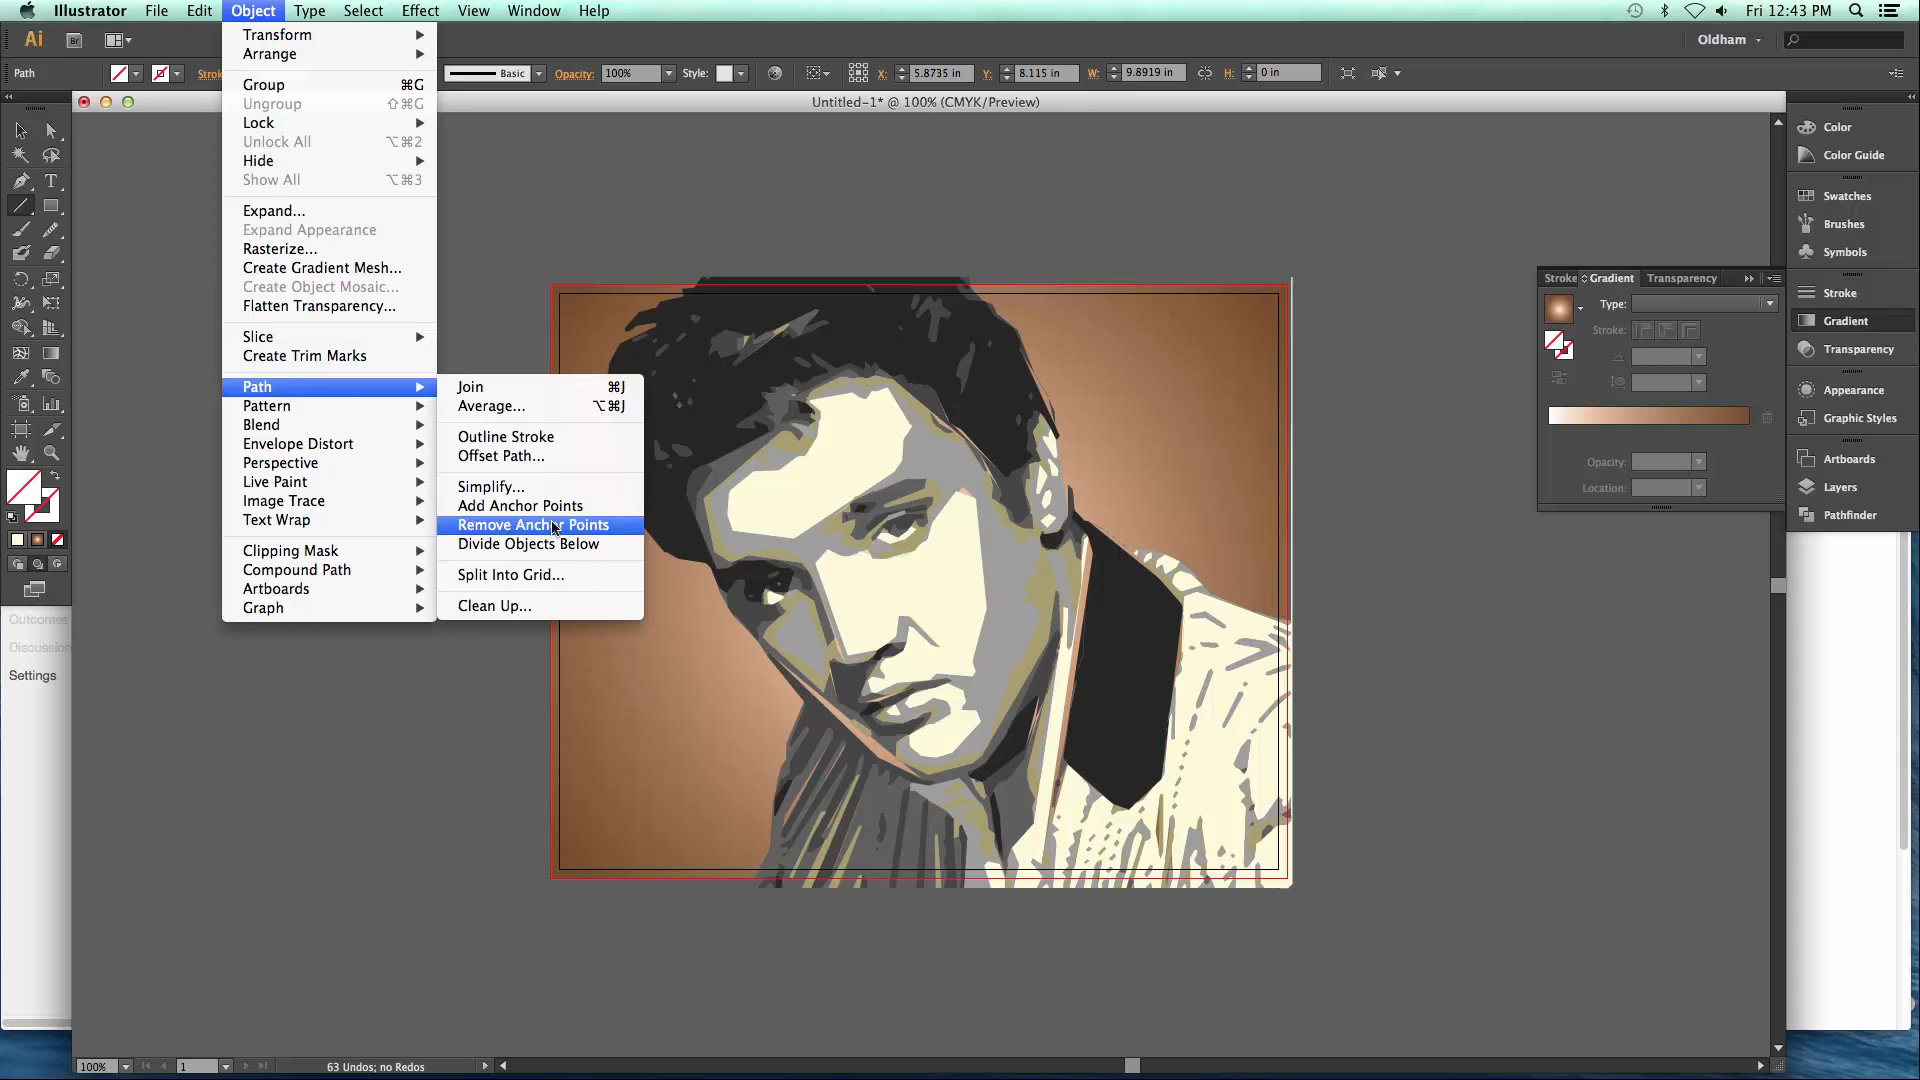 Illustrator File Edit Object Type Select Effect View Window Help Fri 12:43 PM
Ai Br Oldham
Path Strok Basic Opacity: 100% Style: X: 5.8735 in Y: 8.115 in W: 9.8919 in H: 0 in
Untitled-1* @ 100% (CMYK/Preview)
Transform
Arrange
Group ⌘G
Ungroup ⇧⌘G
Lock
Unlock All ⌥⌘2
Hide
Show All ⌥⌘3
Expand...
Expand Appearance
Rasterize...
Create Gradient Mesh...
Create Object Mosaic...
Flatten Transparency...
Slice
Create Trim Marks
Path
Pattern
Blend
Envelope Distort
Perspective
Live Paint
Image Trace
Text Wrap
Clipping Mask
Compound Path
Artboards
Graph
Join ⌘J
Average... ⌥⌘J
Outline Stroke
Offset Path...
Simplify...
Add Anchor Points
Remove Anchor Points
Divide Objects Below
Split Into Grid...
Clean Up...
Stroke Gradient Transparency
Type:
Stroke:
Opacity:
Location:
Color
Color Guide
Swatches
Brushes
Symbols
Stroke
Gradient
Transparency
Appearance
Graphic Styles
Artboards
Layers
Pathfinder
Outcomes
Discussion
Settings
100% 1 63 Undos; no Redos